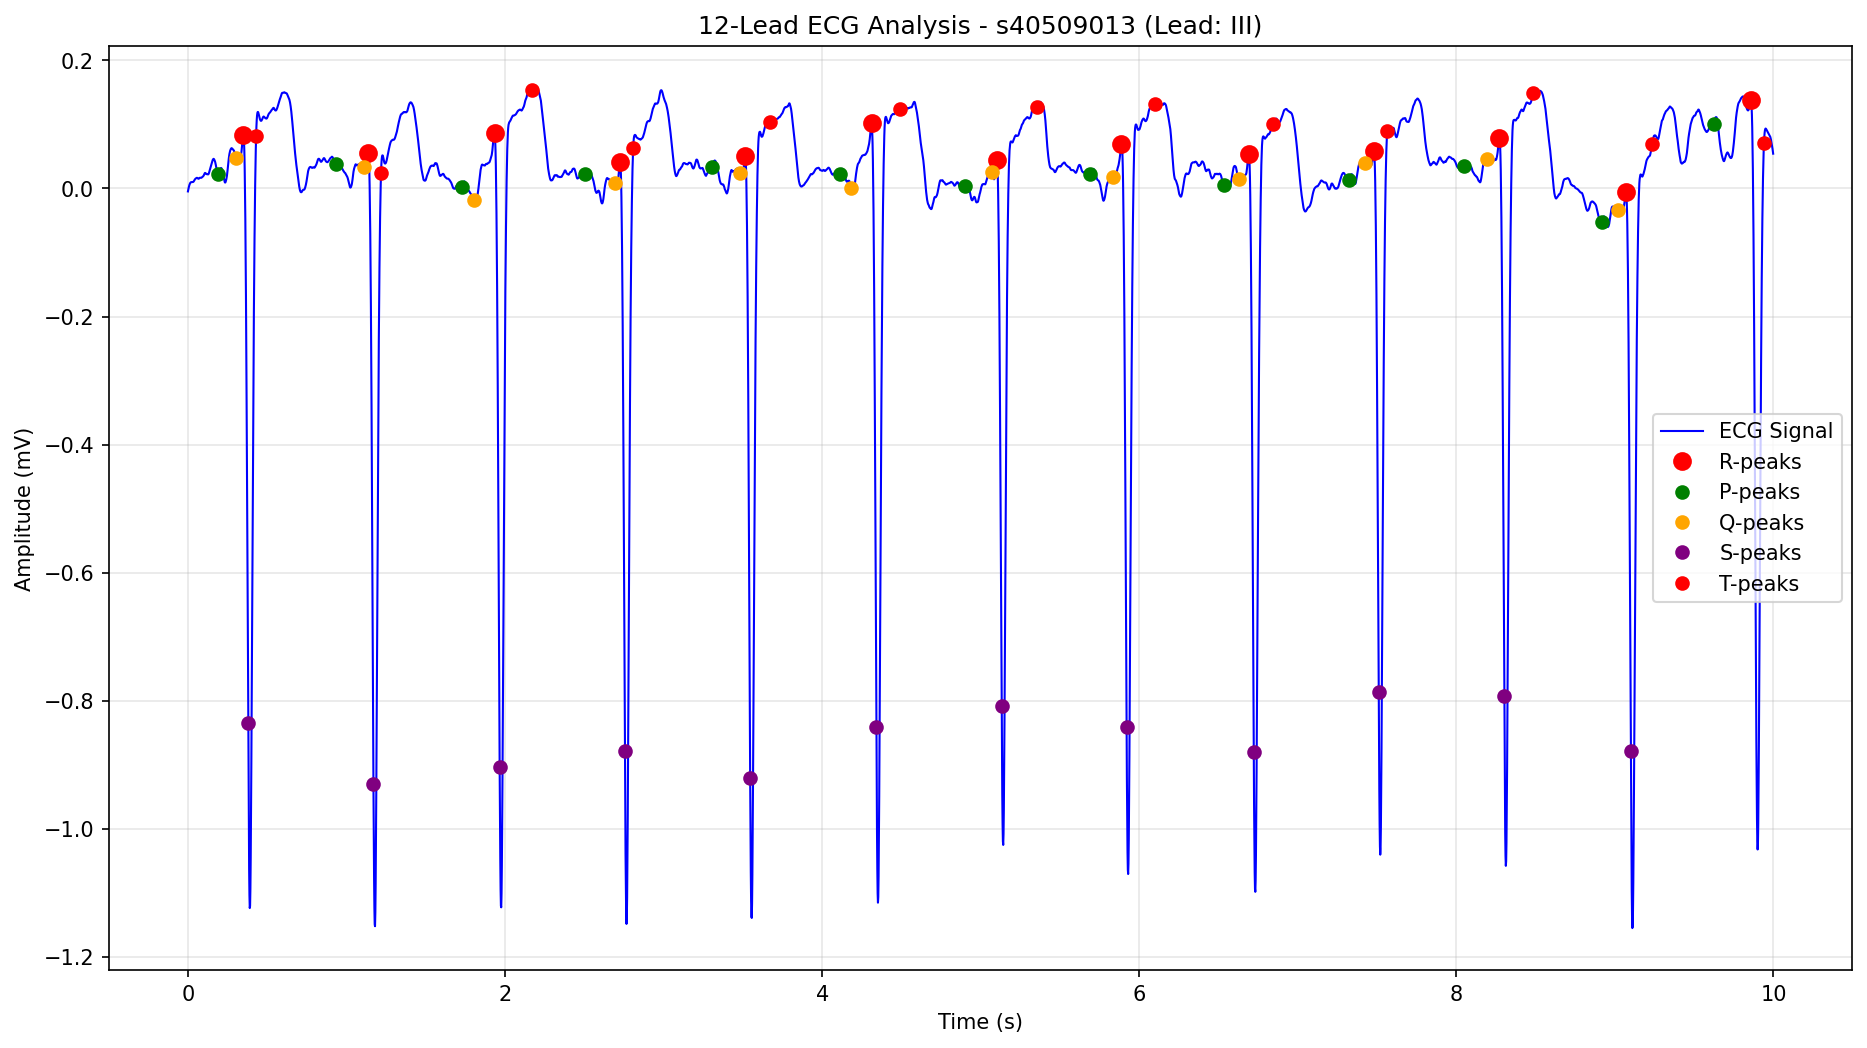 12-Lead ECG Analysis - s40509013 (Lead: III)
0.2
0.0
−0.2
−0.4
−0.6
−0.8
−1.0
−1.2
Amplitude (mV)
ECG Signal
R-peaks
P-peaks
Q-peaks
S-peaks
T-peaks
0 2 4 6 8 10
Time (s)